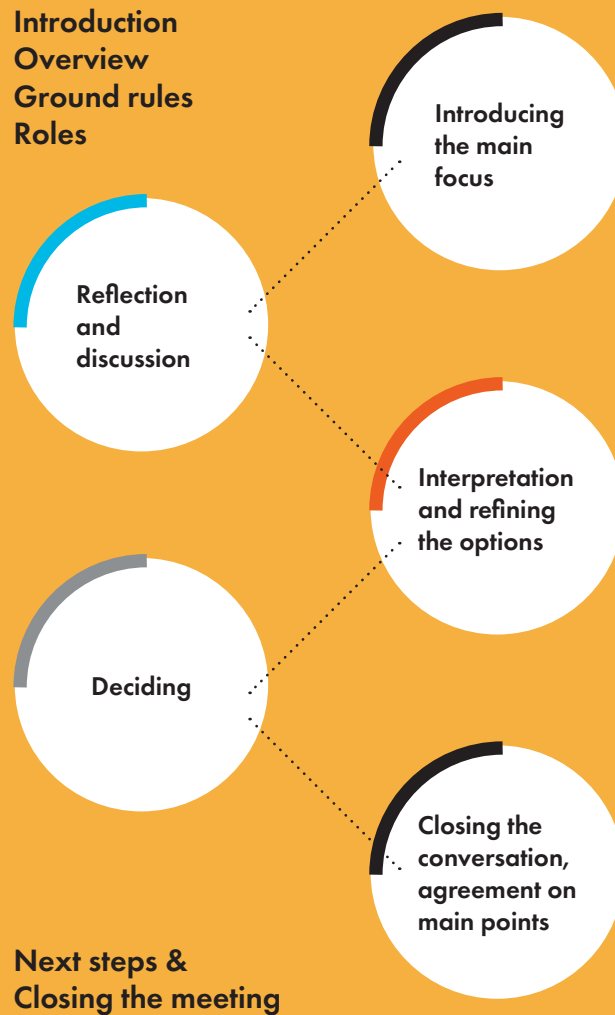 Introduction
Overview
Ground rules
Roles
Introducing
the main
focus
Reflection
and
discussion
Interpretation
and refining
the options
Deciding
Closing the
conversation,
agreement on
main points
Next steps &
Closing the meeting